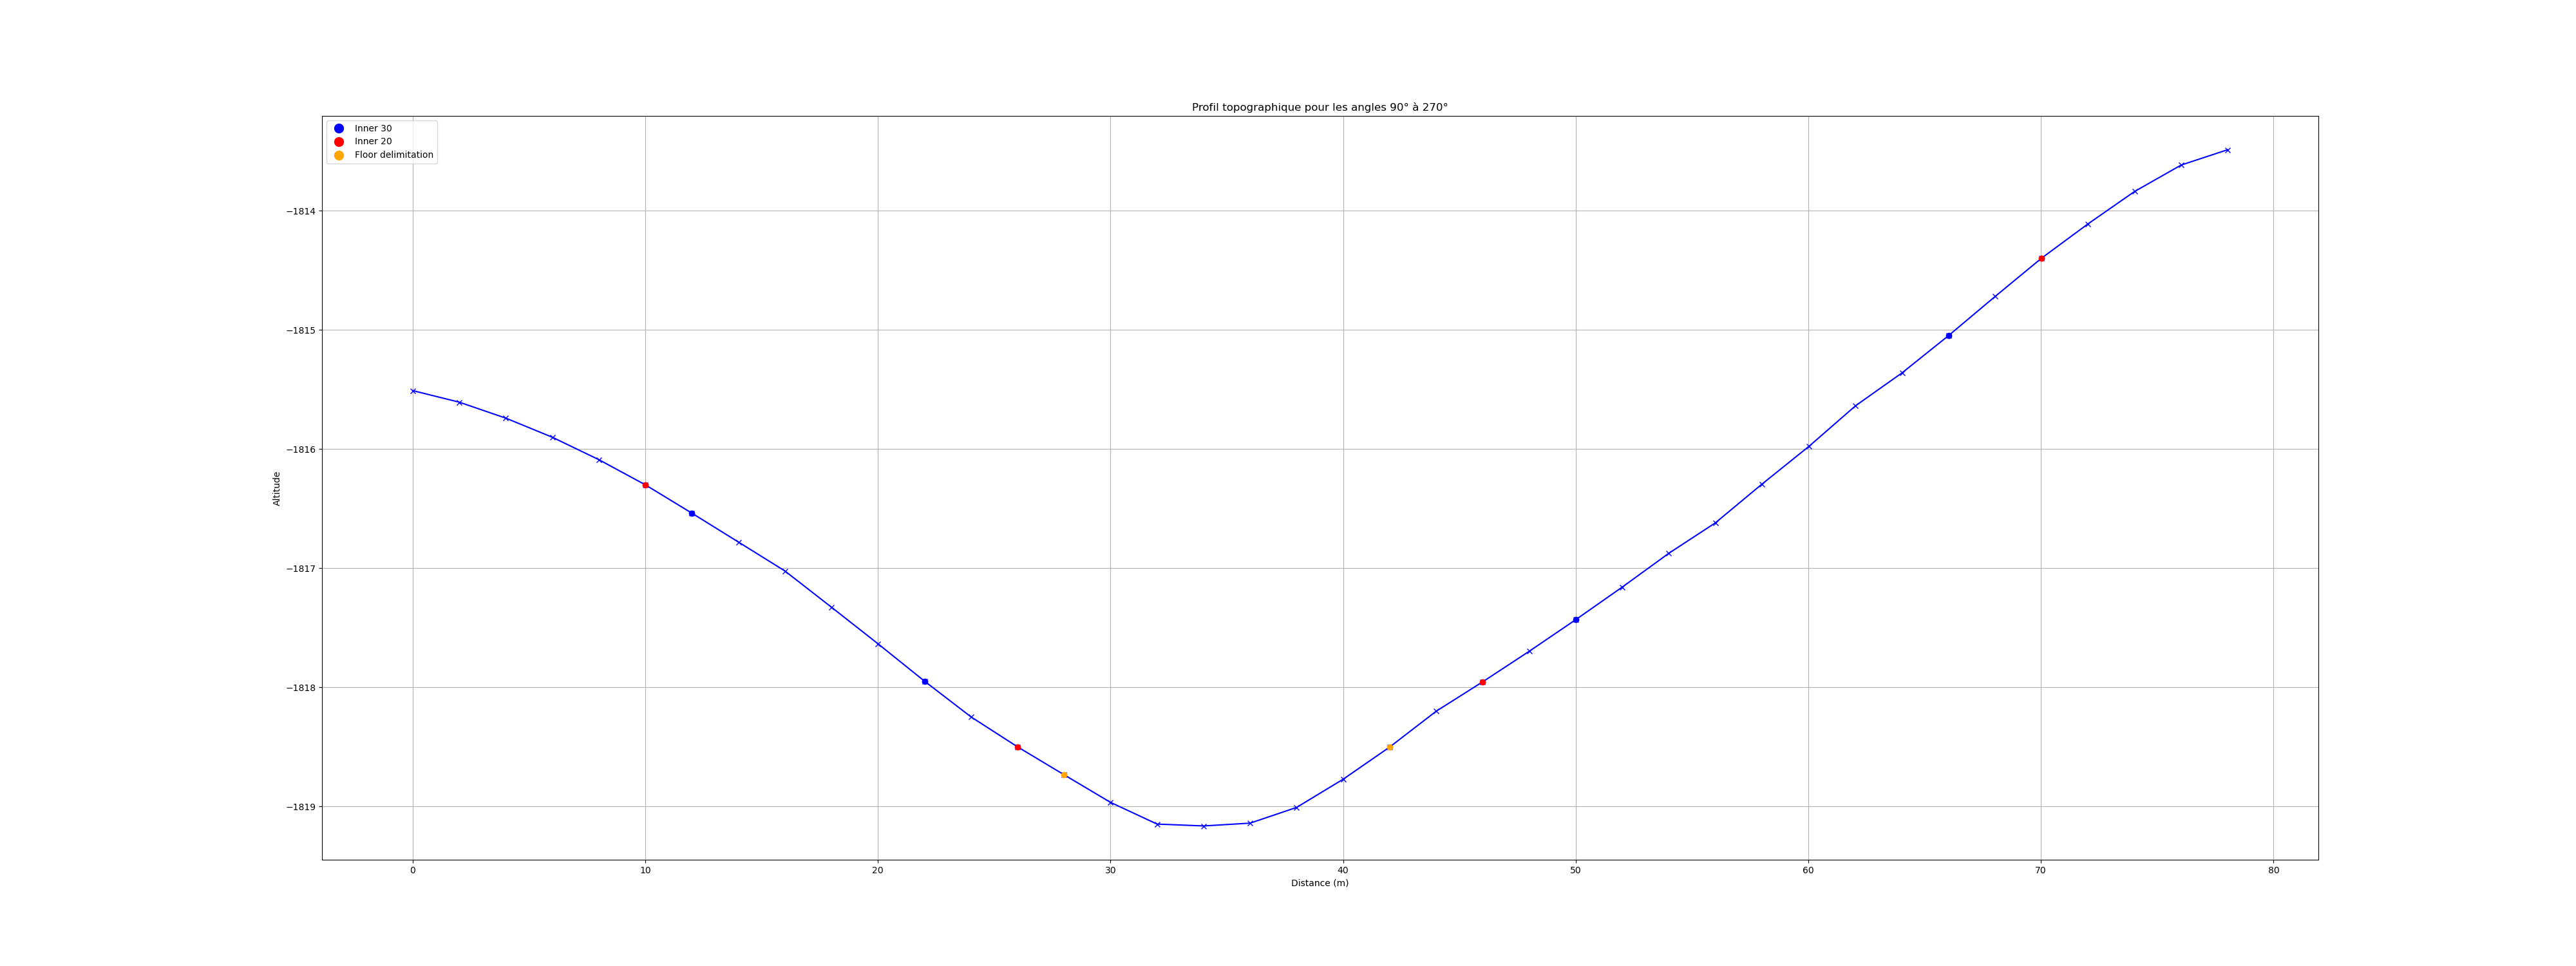 Profil topographique pour les angles 90° à 270°
Inner 30
Inner 20
Floor delimitation
Altitude
−1814
−1815
−1816
−1817
−1818
−1819
0 10 20 30 40 50 60 70 80
Distance (m)